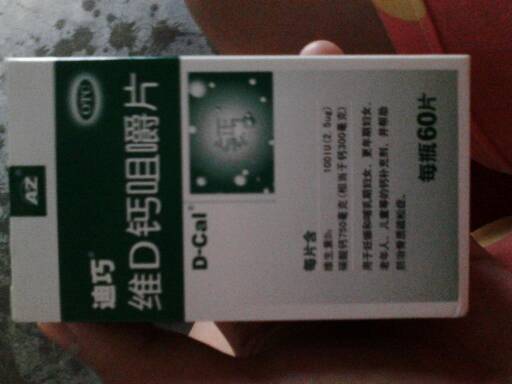 AZ
OTC
迪巧®
维D钙咀嚼片
D-Cal®
钙
每片含
维生素D₃ 100IU(2.5ug)
碳酸钙750毫克(相当于钙300毫克)
用于妊娠和哺乳期妇女、更年期妇女、
老年人、儿童等的钙补充剂,并帮助
防治骨质疏松症。
每瓶60片